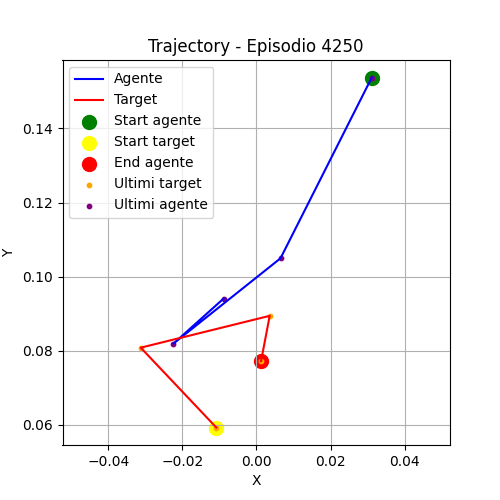 Trajectory - Episodio 4250
Agente
Target
Start agente
Start target
End agente
Ultimi target
Ultimi agente
Y
0.14
0.12
0.10
0.08
0.06
−0.04
−0.02
0.00
0.02
0.04
X